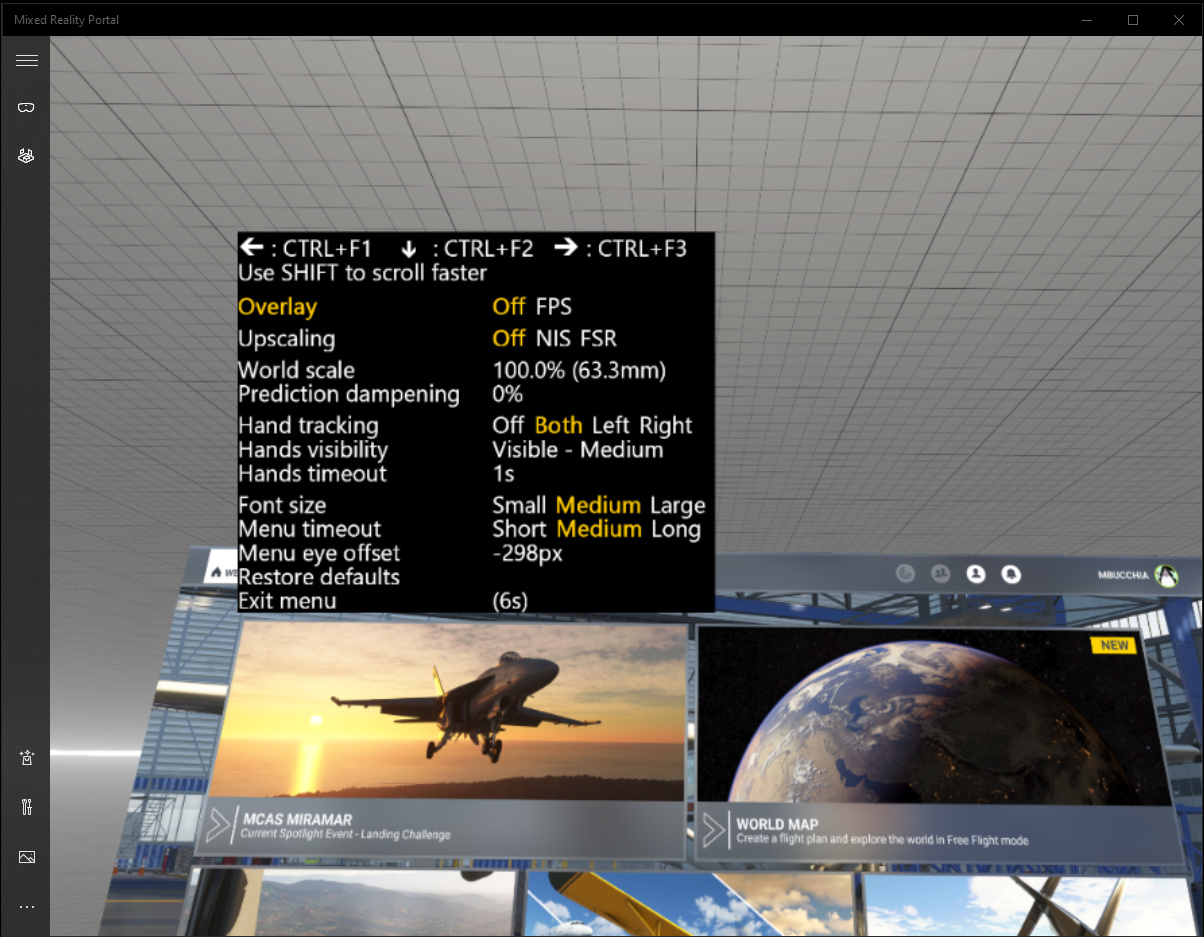 Mixed Reality Portal
← : CTRL+F1 ↓ : CTRL+F2 → : CTRL+F3
Use SHIFT to scroll faster
Overlay Off FPS
Upscaling Off NIS FSR
World scale 100.0% (63.3mm)
Prediction dampening 0%
Hand tracking Off Both Left Right
Hands visibility Visible - Medium
Hands timeout 1s
Font size Small Medium Large
Menu timeout Short Medium Long
Menu eye offset -298px
Restore defaults
Exit menu (6s)
MBUCCHIA
NEW
MCAS MIRAMAR
Current Spotlight Event - Landing Challenge
WORLD MAP
Create a flight plan and explore the world in Free Flight mode